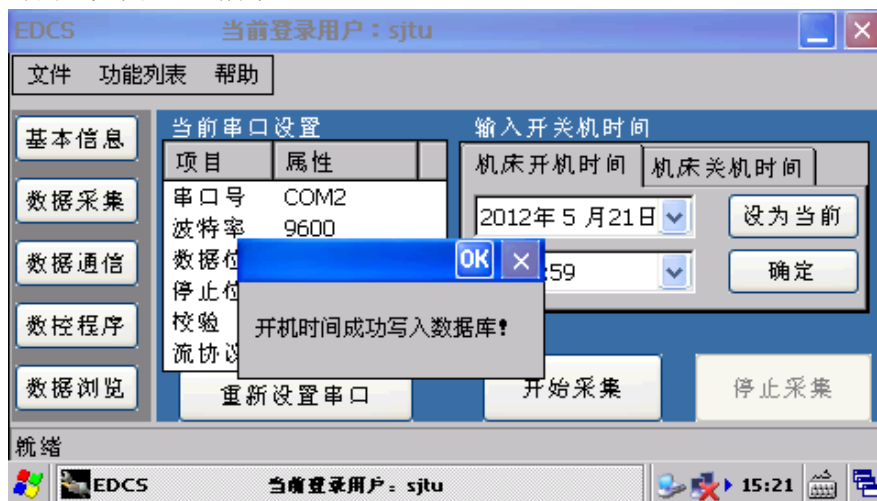 EDCS 当前登录用户：sjtu
文件 功能列表 帮助
基本信息
数据采集
数据通信
数控程序
数据浏览
当前串口设置
项目 属性
串口号 COM2
波特率 9600
数据位
停止位
校验
流协议
重新设置串口
输入开关机时间
机床开机时间 机床关机时间
2012年 5 月21日 设为当前
:59 确定
OK
开机时间成功写入数据库!
开始采集 停止采集
就绪
EDCS 当前登录用户：sjtu 15:21